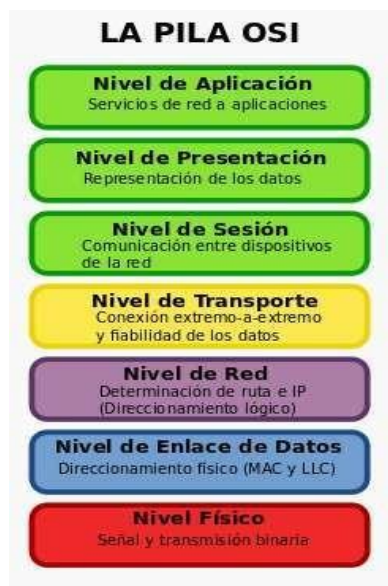 LA PILA OSI
Nivel de Aplicación
Servicios de red a aplicaciones
Nivel de Presentación
Representación de los datos
Nivel de Sesión
Comunicación entre dispositivos
de la red
Nivel de Transporte
Conexión extremo-a-extremo
y fiabilidad de los datos
Nivel de Red
Determinación de ruta e IP
(Direccionamiento lógico)
Nivel de Enlace de Datos
Direccionamiento físico (MAC y LLC)
Nivel Físico
Señal y transmisión binaria